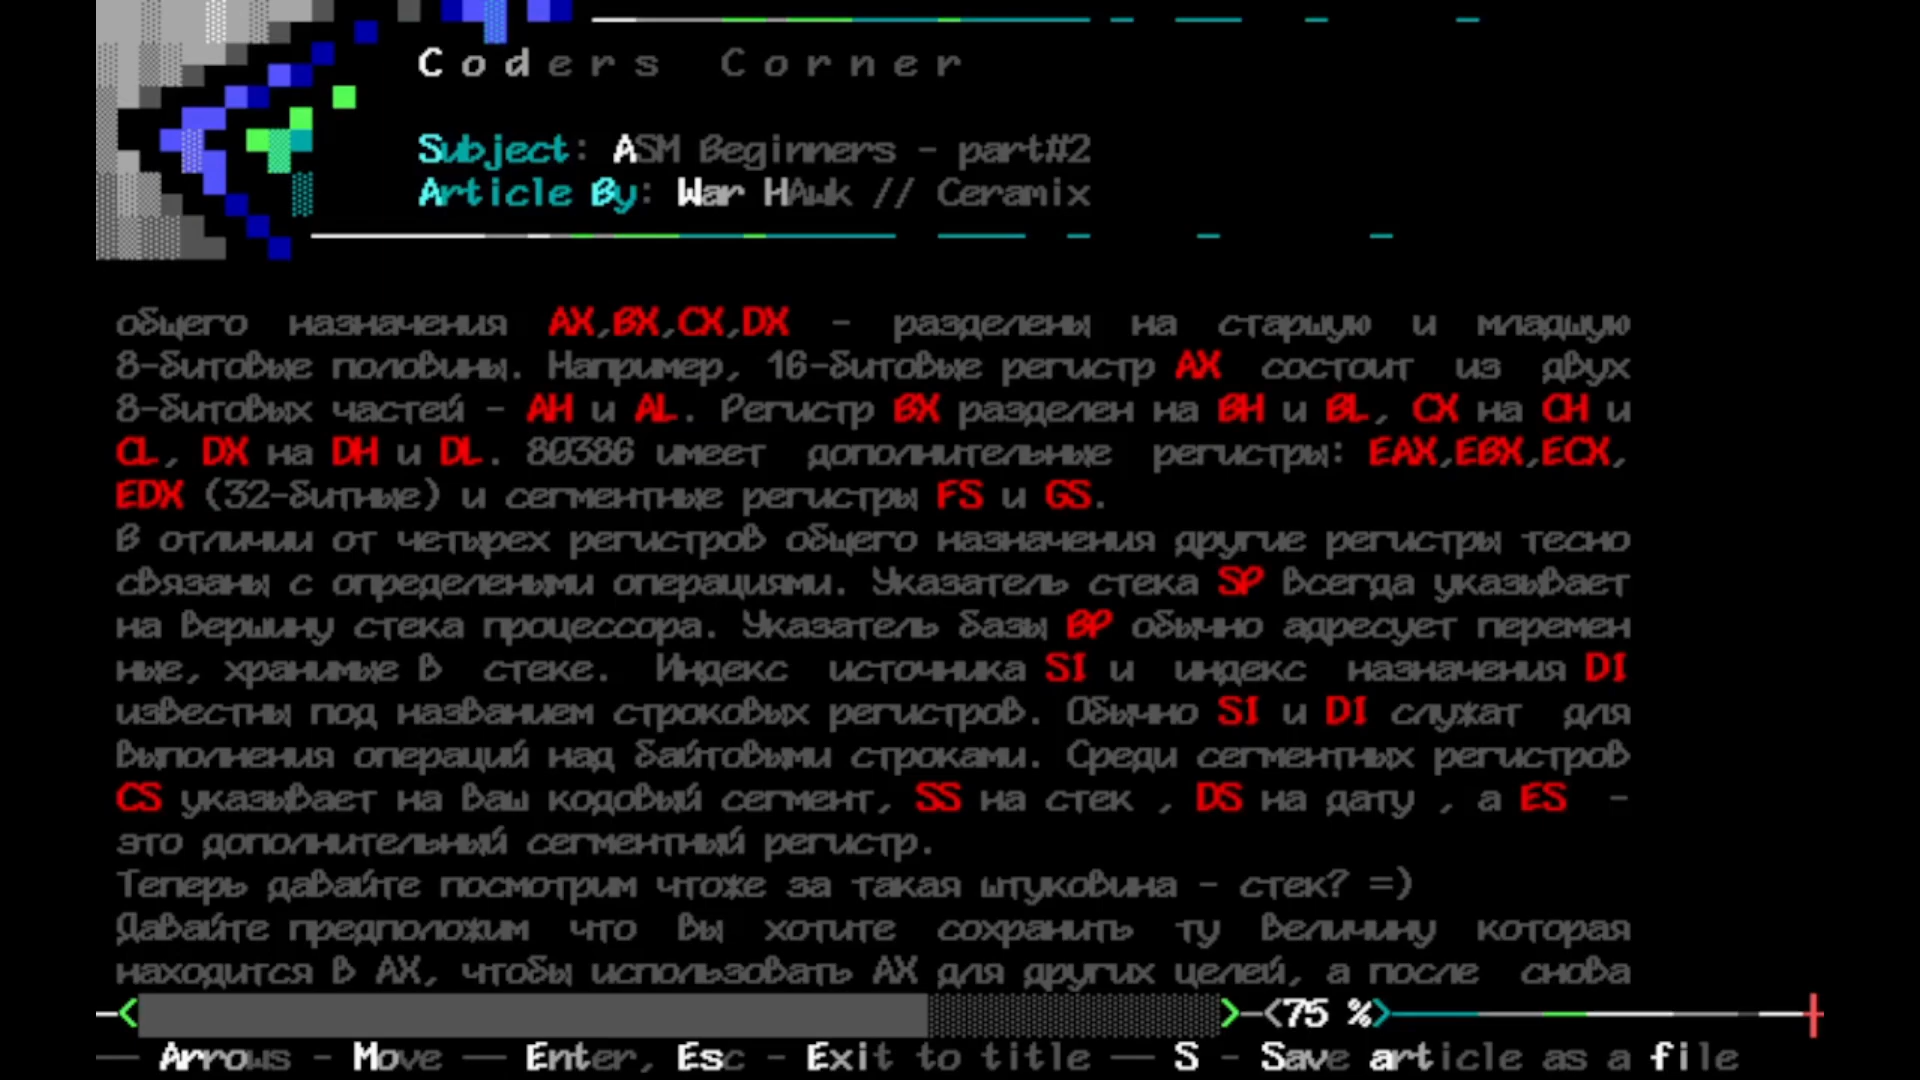 Coders Corner
Subject: ASM Beginners - part#2
Article By: War HAwk // Ceramix
общего назначения AX,BX,CX,DX - разделены на старшую и младшую
8-битовые половины. Например, 16-битовые регистр AX состоит из двух
8-битовых частей - AH и AL. Регистр BX разделен на BH и BL, CX на CH и
CL, DX на DH и DL. 80386 имеет дополнительные регистры: EAX,EBX,ECX,
EDX (32-битные) и сегментные регистры FS и GS.
В отличии от четырех регистров общего назначения другие регистры тесно
связаны с определеными операциями. Указатель стека SP всегда указывает
на вершину стека процессора. Указатель базы BP обычно адресует перемен
ные, хранимые в стеке. Индекс источника SI и индекс назначения DI
известны под названием строковых регистров. Обычно SI и DI служат для
выполнения операций над байтовыми строками. Среди сегментных регистров
CS указывает на ваш кодовый сегмент, SS на стек , DS на дату , а ES -
это дополнительный сегментный регистр.
Теперь давайте посмотрим чтоже за такая штуковина - стек? =)
Давайте предположим что вы хотите сохранить ту величину которая
находится в AX, чтобы использовать AX для других целей, а после снова
<75 %>
Arrows - Move — Enter, Esc - Exit to title — S - Save article as a file